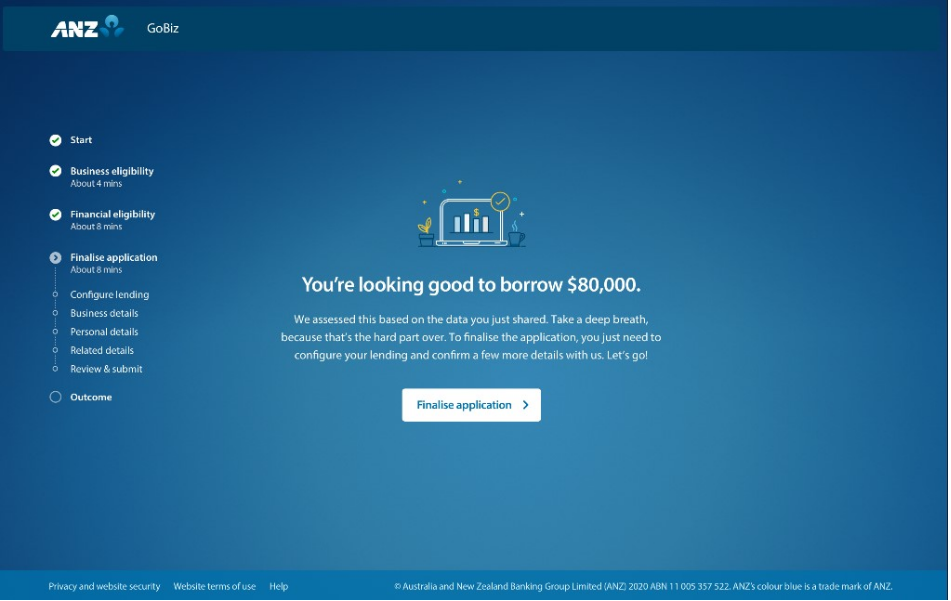 ANZ GoBiz
Start
Business eligibility
About 4 mins
Financial eligibility
About 8 mins
Finalise application
About 8 mins
Configure lending
Business details
Personal details
Related details
Review & submit
Outcome
$
You're looking good to borrow $80,000.
We assessed this based on the data you just shared. Take a deep breath,
because that's the hard part over. To finalise the application, you just need to
configure your lending and confirm a few more details with us. Let's go!
Finalise application
Privacy and website security Website terms of use Help
© Australia and New Zealand Banking Group Limited (ANZ) 2020 ABN 11 005 357 522. ANZ's colour blue is a trade mark of ANZ.